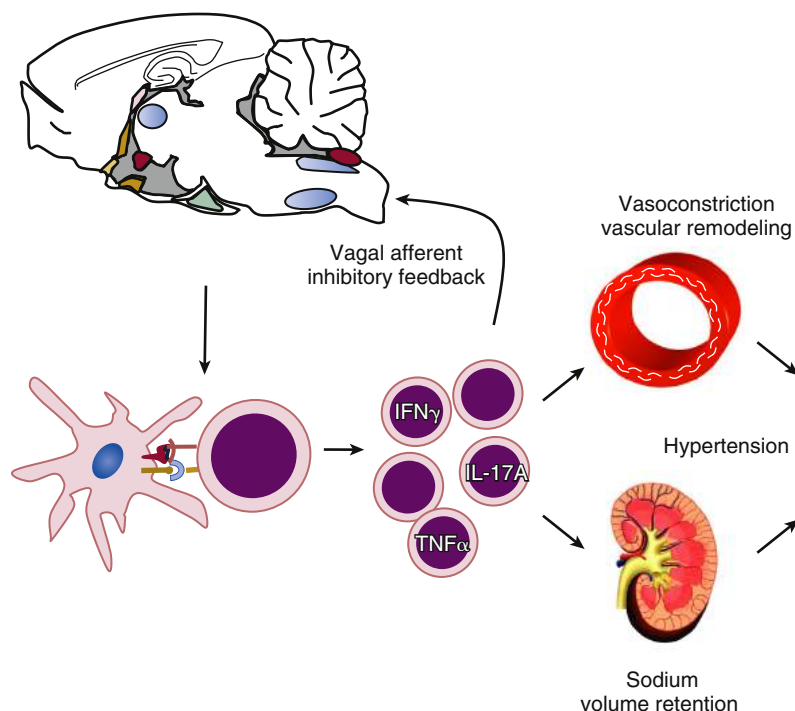 Vasoconstriction
vascular remodeling
Vagal afferent
inhibitory feedback
IFNγ
IL-17A
TNFα
Hypertension
Sodium
volume retention